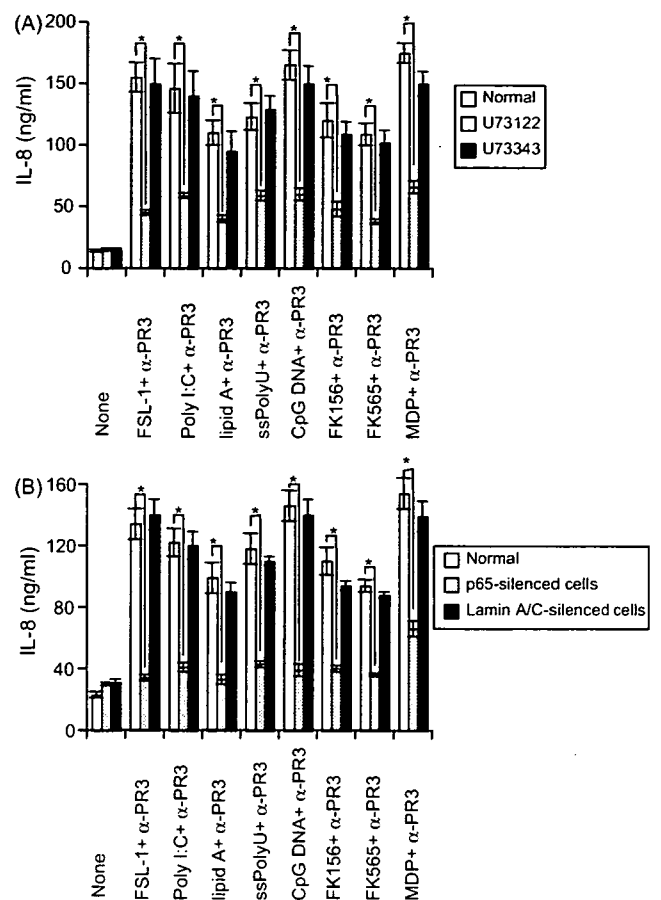 (A)
200
150
100
50
0
IL-8 (ng/ml)
* * * * * * * *
Normal
U73122
U73343
None
FSL-1+ α-PR3
Poly I:C+ α-PR3
lipid A+ α-PR3
ssPolyU+ α-PR3
CpG DNA+ α-PR3
FK156+ α-PR3
FK565+ α-PR3
MDP+ α-PR3
(B)
160
120
80
40
0
IL-8 (ng/ml)
* * * * * * * *
Normal
p65-silenced cells
Lamin A/C-silenced cells
None
FSL-1+ α-PR3
Poly I:C+ α-PR3
lipid A+ α-PR3
ssPolyU+ α-PR3
CpG DNA+ α-PR3
FK156+ α-PR3
FK565+ α-PR3
MDP+ α-PR3